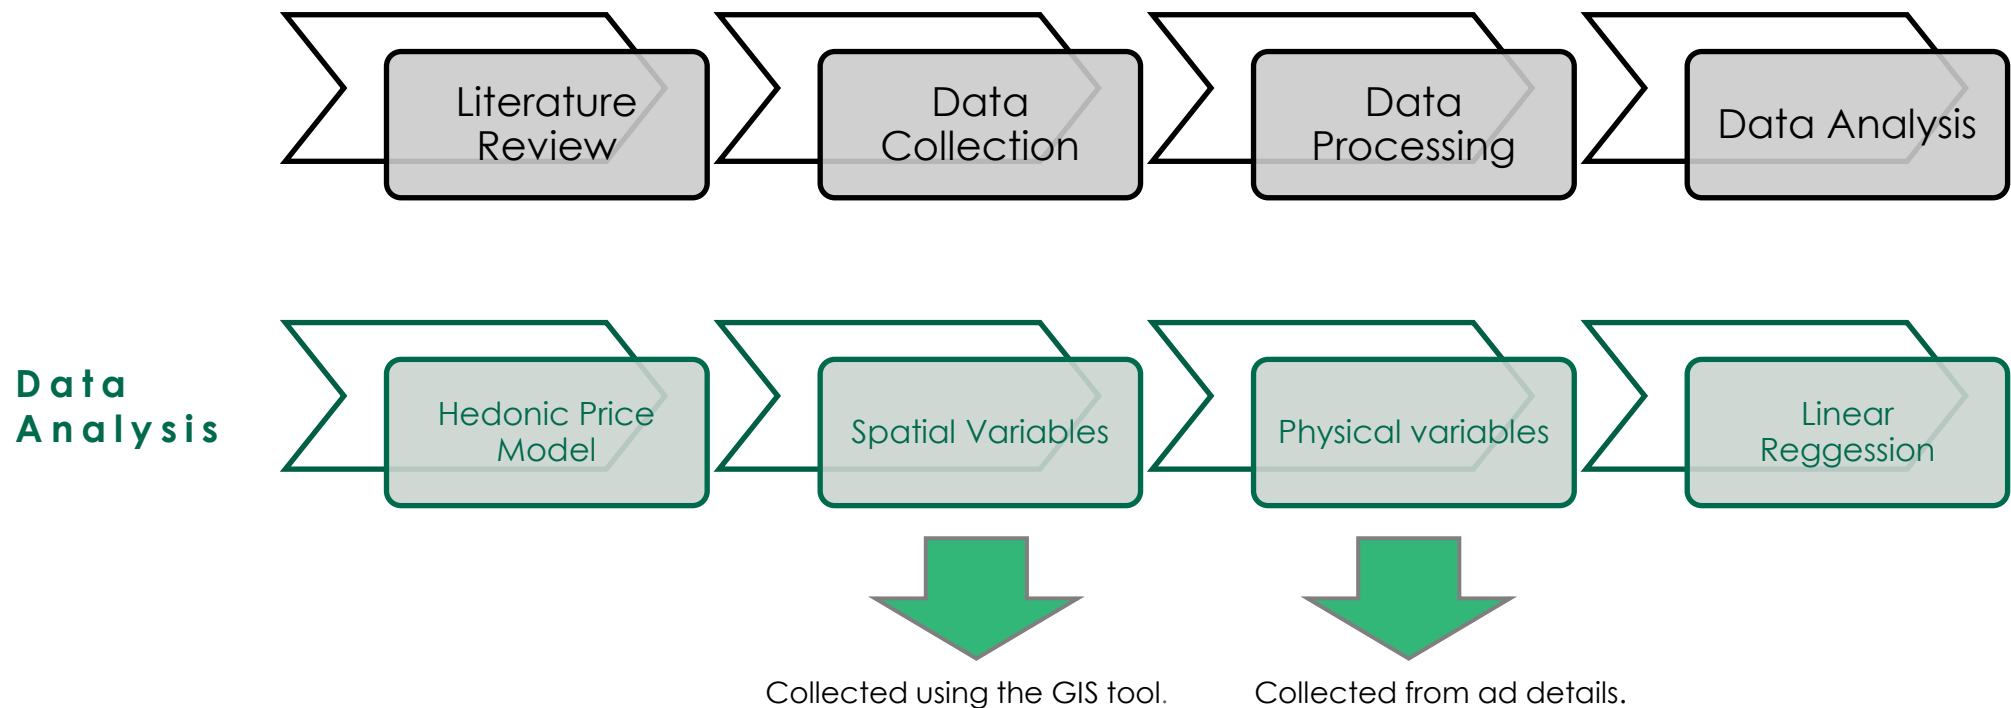 Literature
Review
Data
Collection
Data
Processing
Data Analysis
Data
Analysis
Hedonic Price
Model
Spatial Variables
Physical variables
Linear
Reggession
Collected using the GIS tool.
Collected from ad details.